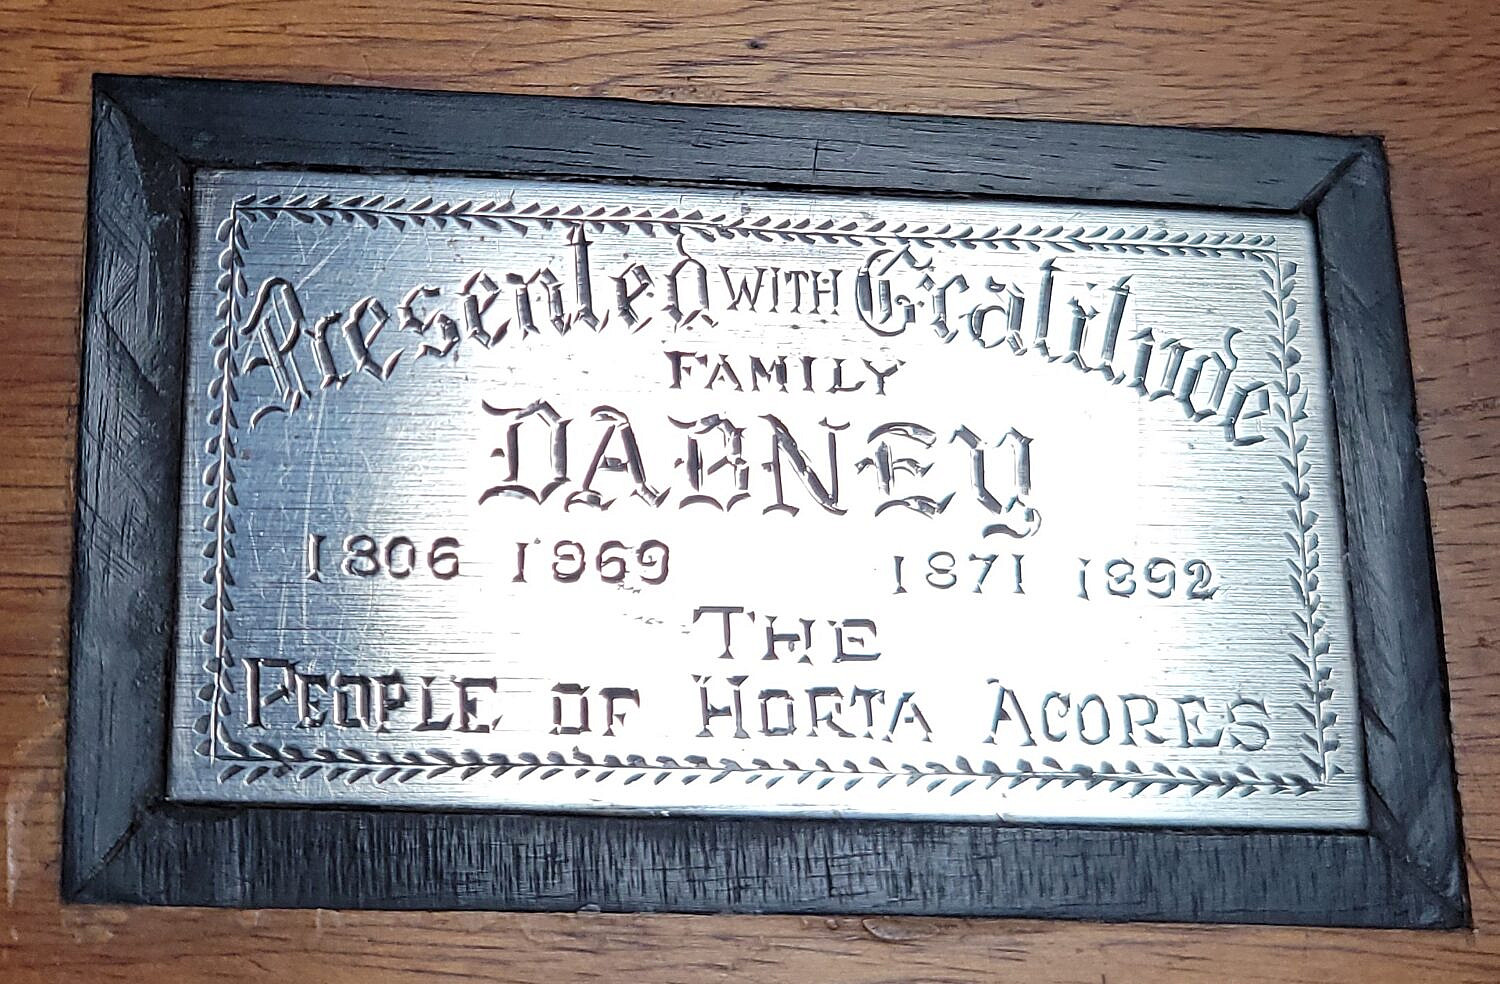 Presented WITH Gratitude
FAMILY
DABNEY
1806 1869 1871 1892
THE
PEOPLE OF HORTA ACORES